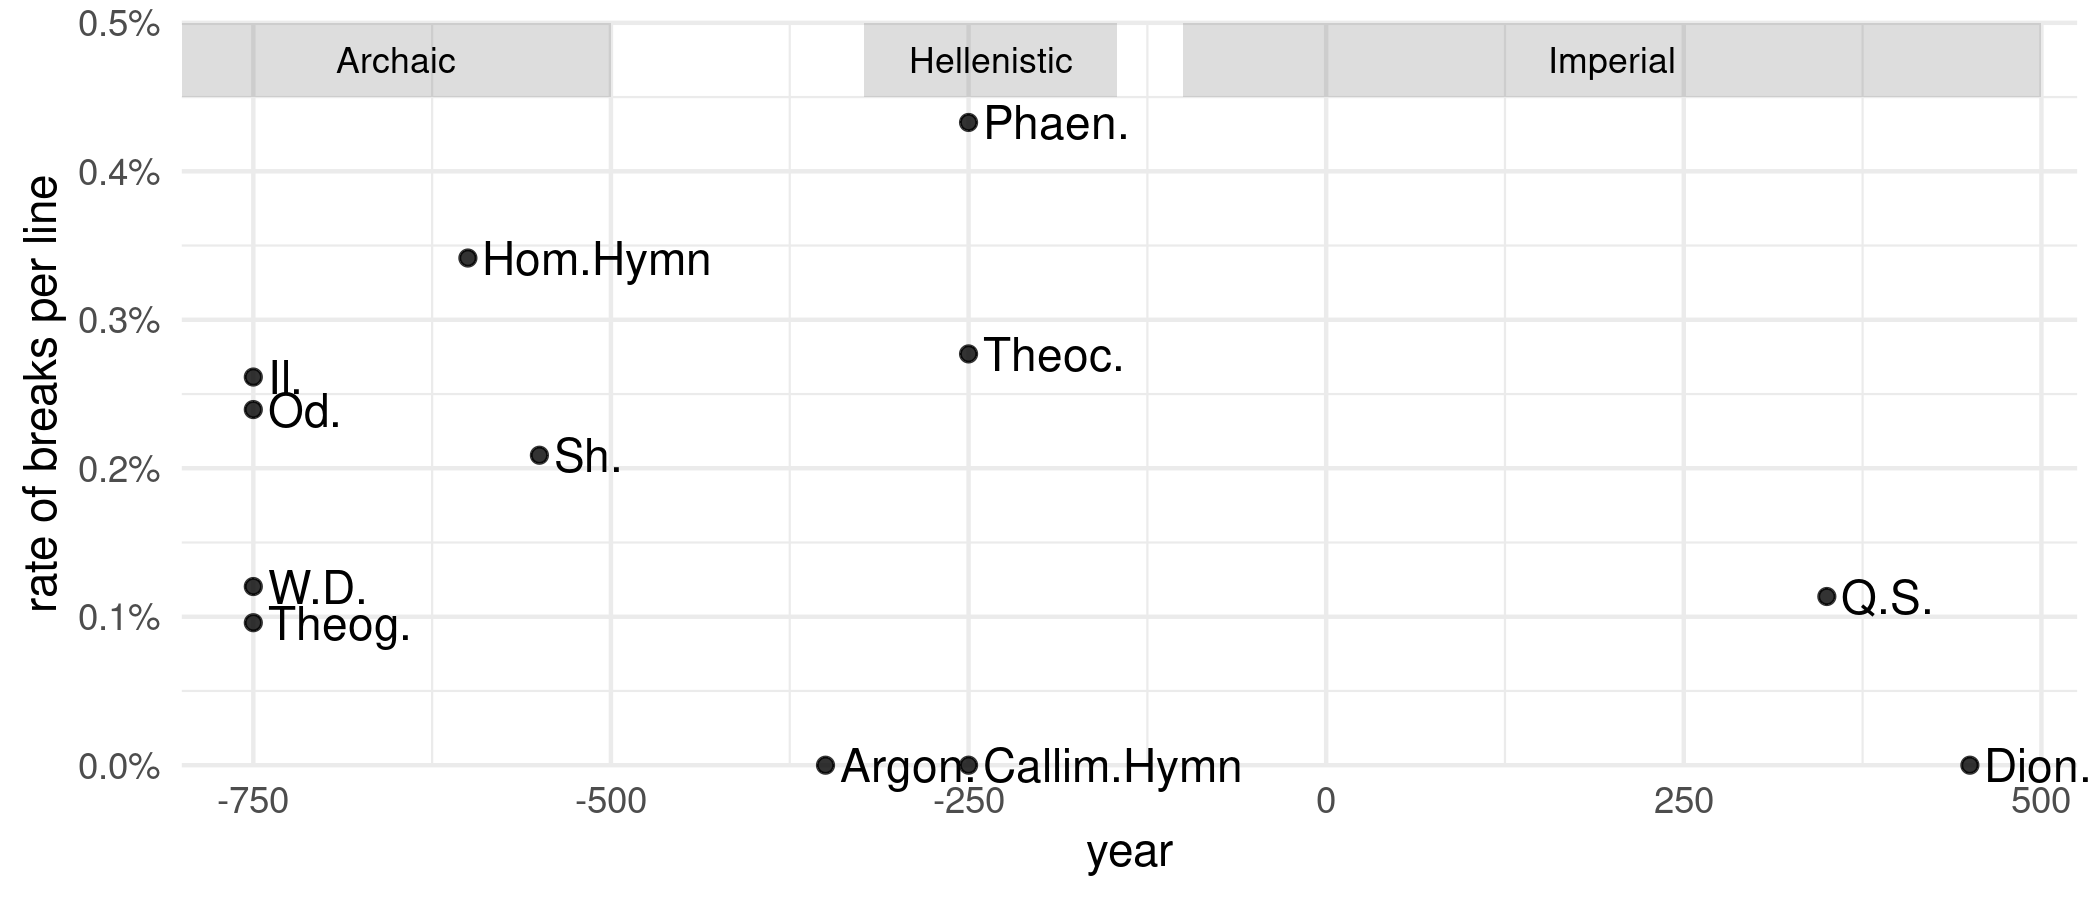 0.5%
Archaic
Hellenistic
Imperial
Phaen.
0.4%
Hom.Hymn
0.3%
Theoc.
Il.
Od.
Sh.
0.2%
W.D.
Q.S.
0.1%
Theog.
0.0%
Argon.
Callim.Hymn
Dion.
-750
-500
-250
0
250
500
year
rate of breaks per line